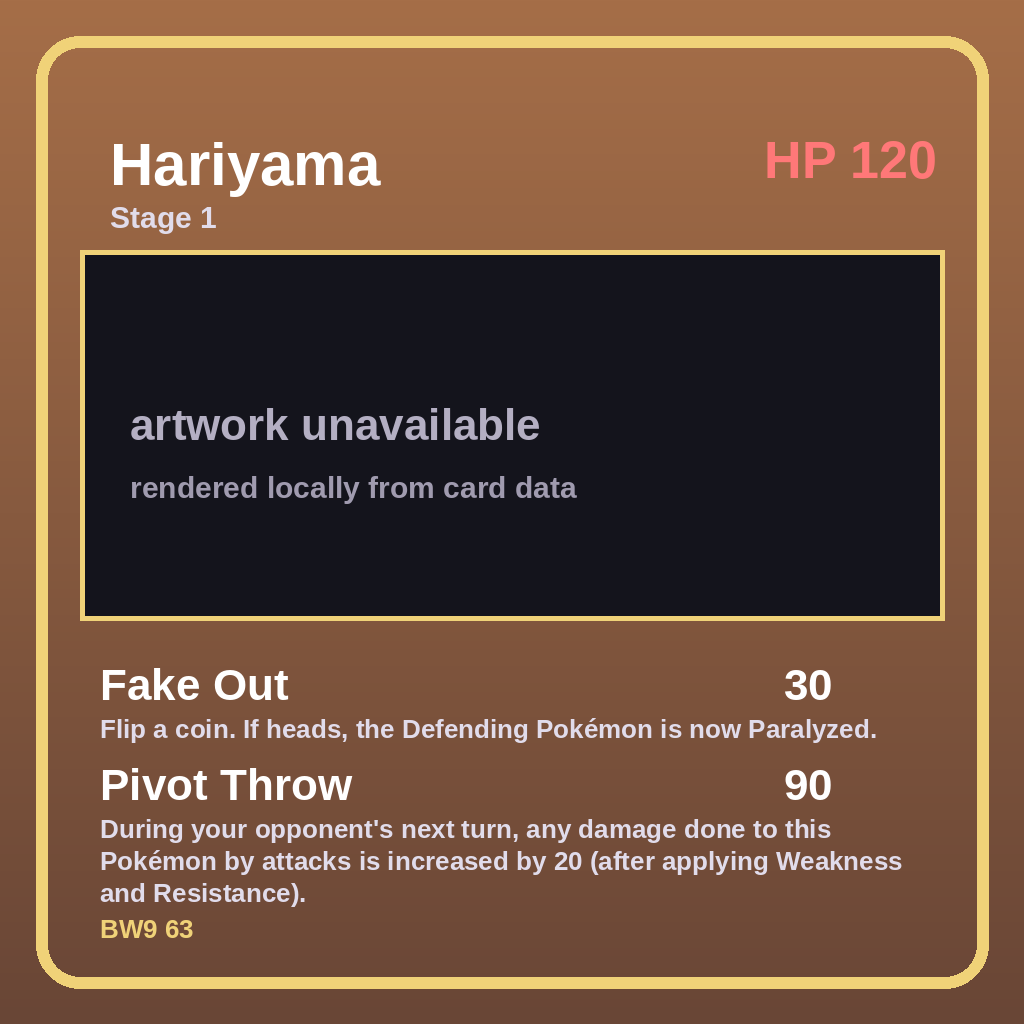 Hariyama
HP 120
Stage 1
artwork unavailable
rendered locally from card data
Fake Out 30
Flip a coin. If heads, the Defending Pokémon is now Paralyzed.
Pivot Throw 90
During your opponent's next turn, any damage done to this
Pokémon by attacks is increased by 20 (after applying Weakness
and Resistance).
BW9 63